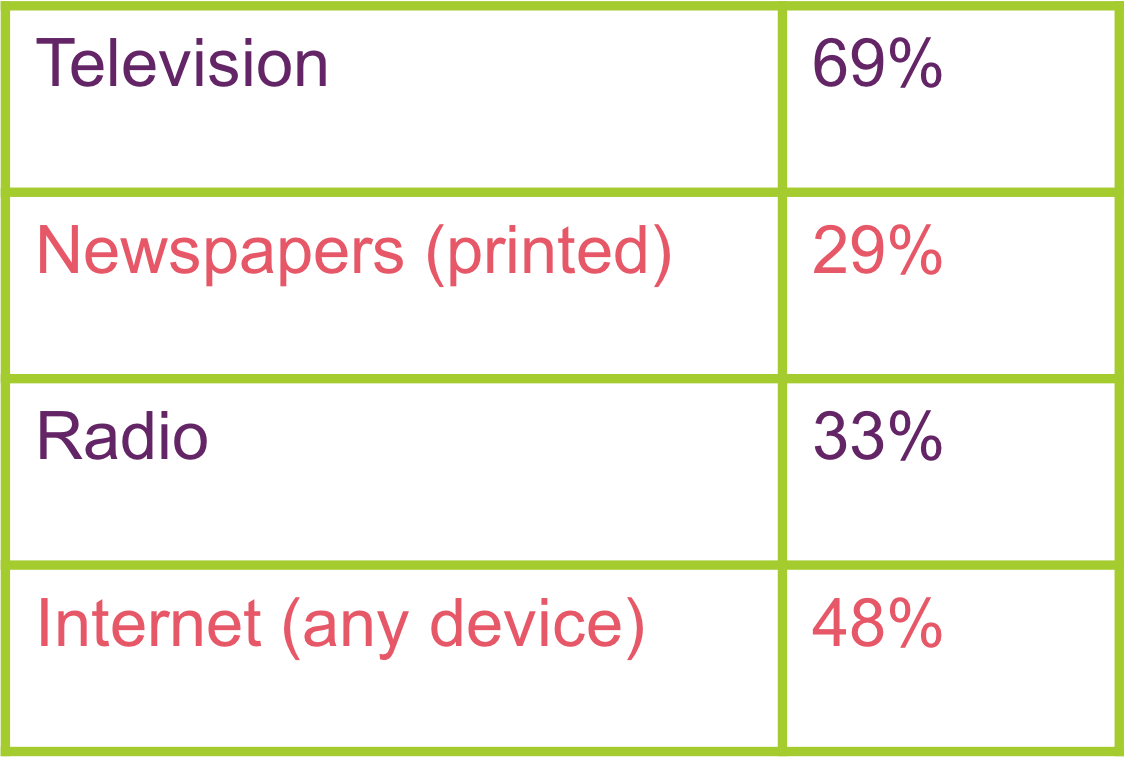 Television 69%
Newspapers (printed) 29%
Radio 33%
Internet (any device) 48%